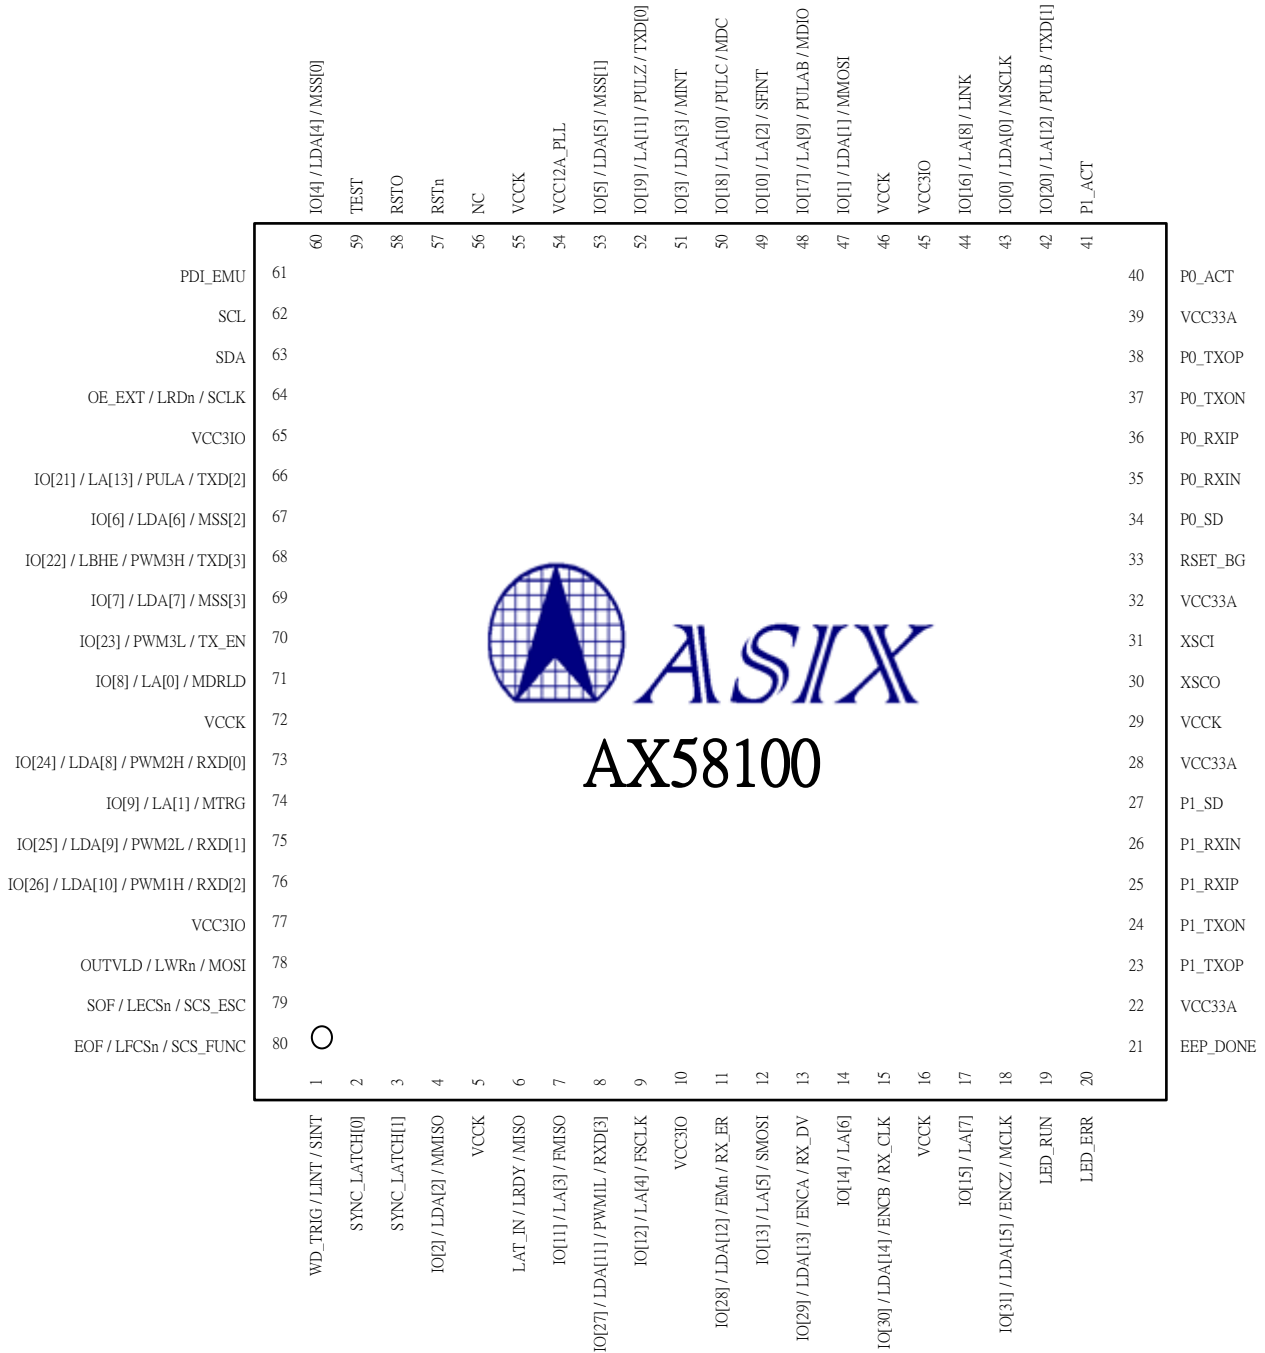 IO[4] / LDA[4] / MSS[0]
TEST
RSTO
RSTn
NC
VCCK
VCC12A_PLL
IO[5] / LDA[5] / MSS[1]
IO[19] / LA[11] / PULZ / TXD[0]
IO[3] / LDA[3] / MINT
IO[18] / LA[10] / PULC / MDC
IO[10] / LA[2] / SFINT
IO[17] / LA[9] / PULAB / MDIO
IO[1] / LDA[1] / MMOSI
VCCK
VCC3IO
IO[16] / LA[8] / LINK
IO[0] / LDA[0] / MSCLK
IO[20] / LA[12] / PULB / TXD[1]
P1_ACT
60
59
58
57
56
55
54
53
52
51
50
49
48
47
46
45
44
43
42
41
PDI_EMU 61
SCL 62
SDA 63
OE_EXT / LRDn / SCLK 64
VCC3IO 65
IO[21] / LA[13] / PULA / TXD[2] 66
IO[6] / LDA[6] / MSS[2] 67
IO[22] / LBHE / PWM3H / TXD[3] 68
IO[7] / LDA[7] / MSS[3] 69
IO[23] / PWM3L / TX_EN 70
IO[8] / LA[0] / MDRLD 71
VCCK 72
IO[24] / LDA[8] / PWM2H / RXD[0] 73
IO[9] / LA[1] / MTRG 74
IO[25] / LDA[9] / PWM2L / RXD[1] 75
IO[26] / LDA[10] / PWM1H / RXD[2] 76
VCC3IO 77
OUTVLD / LWRn / MOSI 78
SOF / LECSn / SCS_ESC 79
EOF / LFCSn / SCS_FUNC 80
ASIX
AX58100
40 P0_ACT
39 VCC33A
38 P0_TXOP
37 P0_TXON
36 P0_RXIP
35 P0_RXIN
34 P0_SD
33 RSET_BG
32 VCC33A
31 XSCI
30 XSCO
29 VCCK
28 VCC33A
27 P1_SD
26 P1_RXIN
25 P1_RXIP
24 P1_TXON
23 P1_TXOP
22 VCC33A
21 EEP_DONE
1
2
3
4
5
6
7
8
9
10
11
12
13
14
15
16
17
18
19
20
WD_TRIG / LINT / SINT
SYNC_LATCH[0]
SYNC_LATCH[1]
IO[2] / LDA[2] / MMISO
VCCK
LAT_IN / LRDY / MISO
IO[11] / LA[3] / FMISO
IO[27] / LDA[11] / PWM1L / RXD[3]
IO[12] / LA[4] / FSCLK
VCC3IO
IO[28] / LDA[12] / EMn / RX_ER
IO[13] / LA[5] / SMOSI
IO[29] / LDA[13] / ENCA / RX_DV
IO[14] / LA[6]
IO[30] / LDA[14] / ENCB / RX_CLK
VCCK
IO[15] / LA[7]
IO[31] / LDA[15] / ENCZ / MCLK
LED_RUN
LED_ERR